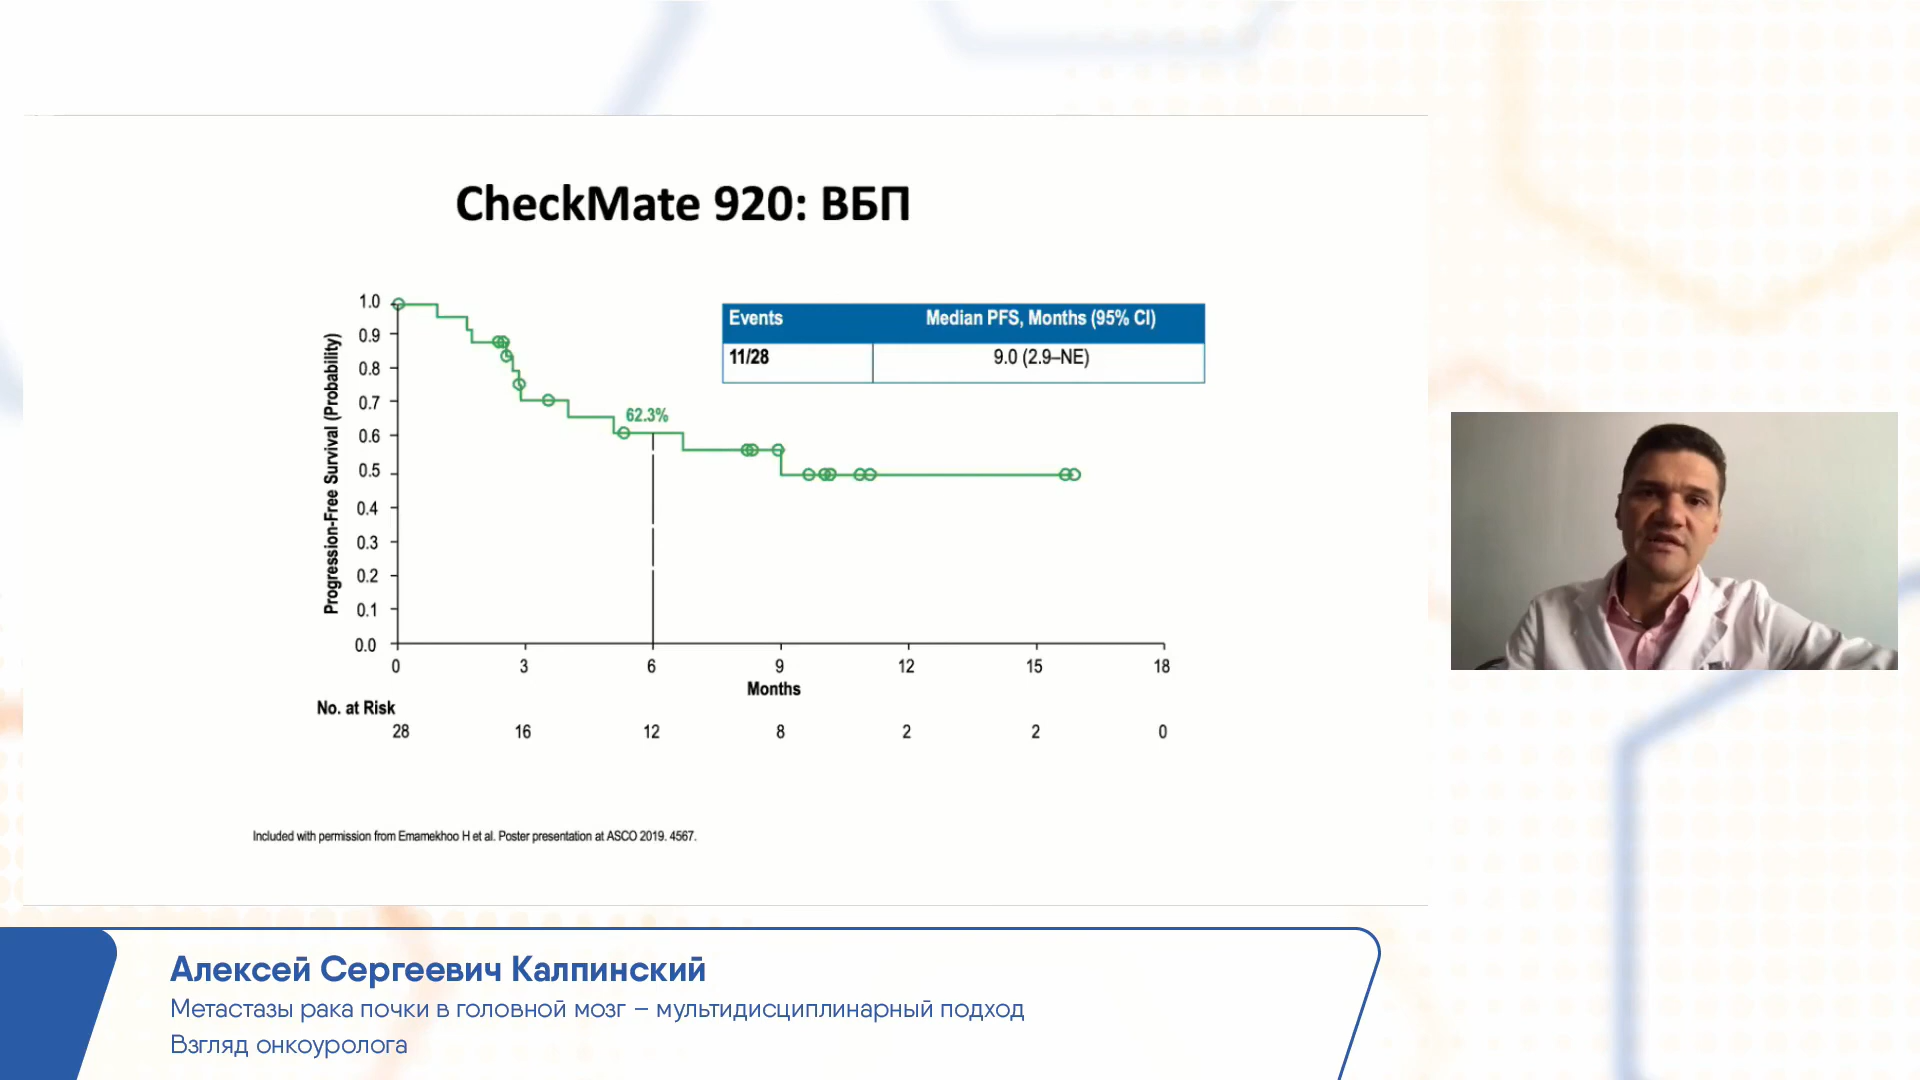 CheckMate 920: ВБП
Events Median PFS, Months (95% CI)
11/28 9.0 (2.9–NE)
Progression-Free Survival (Probability)
1.0
0.9
0.8
0.7
0.6
0.5
0.4
0.3
0.2
0.1
0.0
62.3%
0 3 6 9 12 15 18
Months
No. at Risk
28 16 12 8 2 2 0
Included with permission from Emamekhoo H et al. Poster presentation at ASCO 2019. 4567.
Алексей Сергеевич Калпинский
Метастазы рака почки в головной мозг – мультидисциплинарный подход
Взгляд онкоуролога